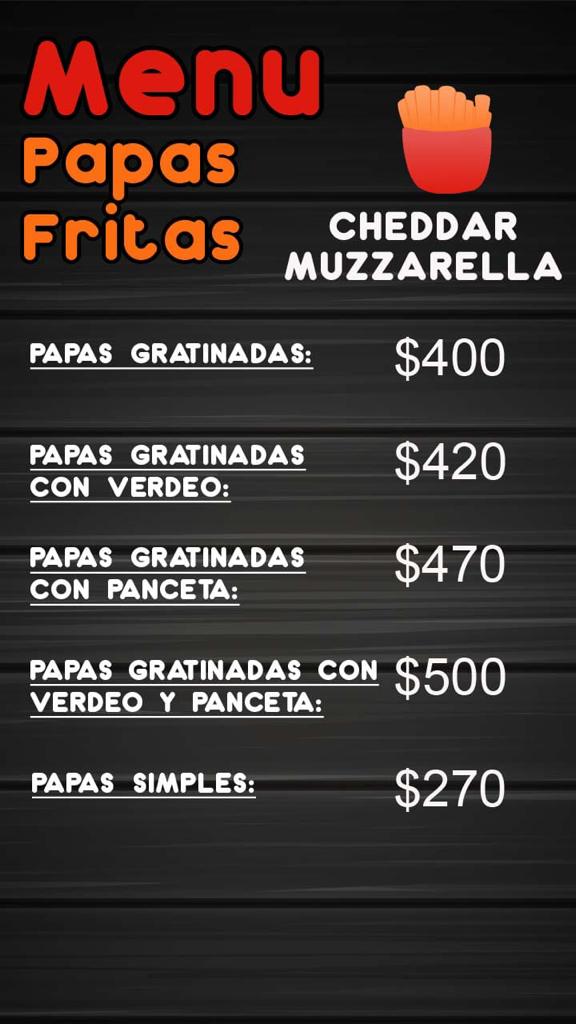 Menu
Papas
Fritas
CHEDDAR
MUZZARELLA
PAPAS GRATINADAS: $400
PAPAS GRATINADAS
CON VERDEO: $420
PAPAS GRATINADAS
CON PANCETA: $470
PAPAS GRATINADAS CON
VERDEO Y PANCETA: $500
PAPAS SIMPLES: $270